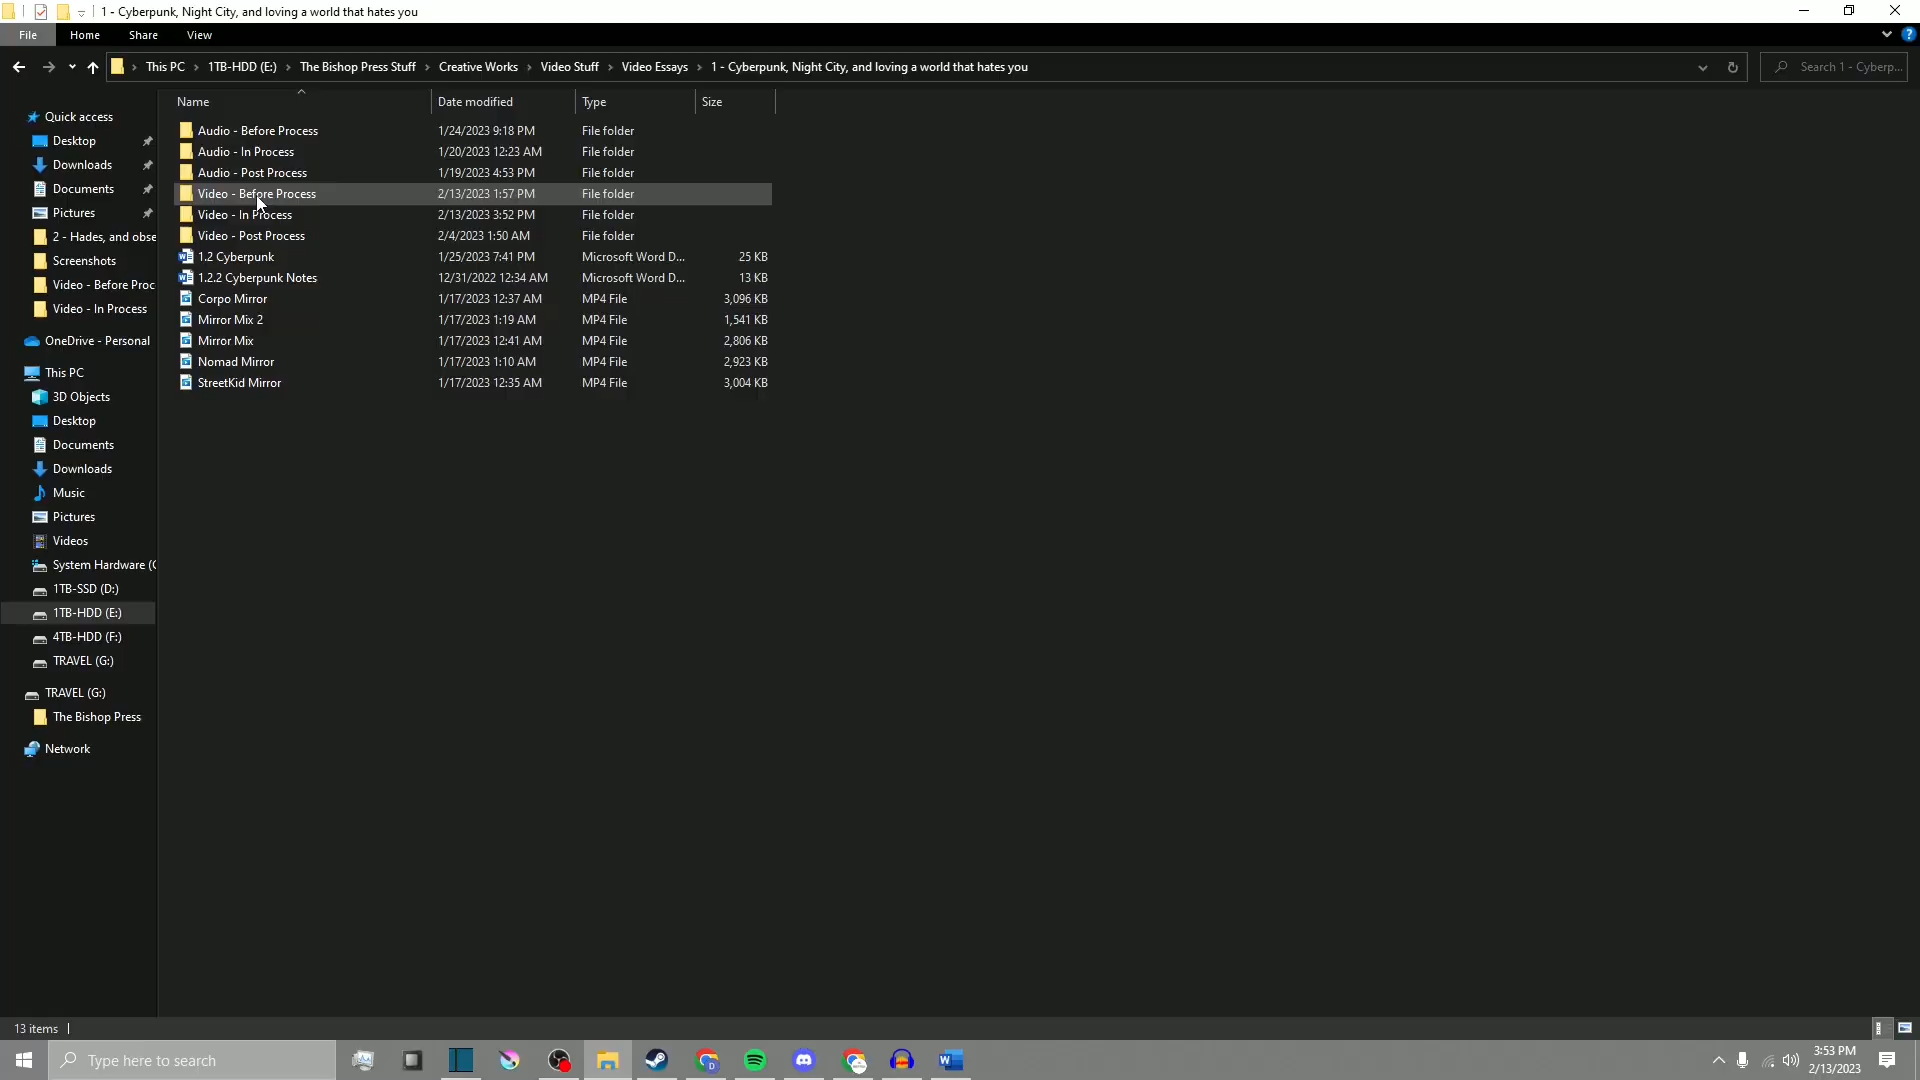 1 - Cyberpunk, Night City, and loving a world that hates you
File Home Share View
This PC 1TB-HDD (E:) The Bishop Press Stuff Creative Works Video Stuff Video Essays 1 - Cyberpunk, Night City, and loving a world that hates you Search 1 - Cyberp...
Name Date modified Type Size
Audio - Before Process 1/24/2023 9:18 PM File folder
Audio - In Process 1/20/2023 12:23 AM File folder
Audio - Post Process 1/19/2023 4:53 PM File folder
Video - Before Process 2/13/2023 1:57 PM File folder
Video - In Process 2/13/2023 3:52 PM File folder
Video - Post Process 2/4/2023 1:50 AM File folder
1.2 Cyberpunk 1/25/2023 7:41 PM Microsoft Word D... 25 KB
1.2.2 Cyberpunk Notes 12/31/2022 12:34 AM Microsoft Word D... 13 KB
Corpo Mirror 1/17/2023 12:37 AM MP4 File 3,096 KB
Mirror Mix 2 1/17/2023 1:19 AM MP4 File 1,541 KB
Mirror Mix 1/17/2023 12:41 AM MP4 File 2,806 KB
Nomad Mirror 1/17/2023 1:10 AM MP4 File 2,923 KB
StreetKid Mirror 1/17/2023 12:35 AM MP4 File 3,004 KB
Quick access
Desktop
Downloads
Documents
Pictures
2 - Hades, and obse
Screenshots
Video - Before Proc
Video - In Process
OneDrive - Personal
This PC
3D Objects
Desktop
Documents
Downloads
Music
Pictures
Videos
System Hardware (C
1TB-SSD (D:)
1TB-HDD (E:)
4TB-HDD (F:)
TRAVEL (G:)
TRAVEL (G:)
The Bishop Press
Network
13 items
Type here to search
3:53 PM
2/13/2023